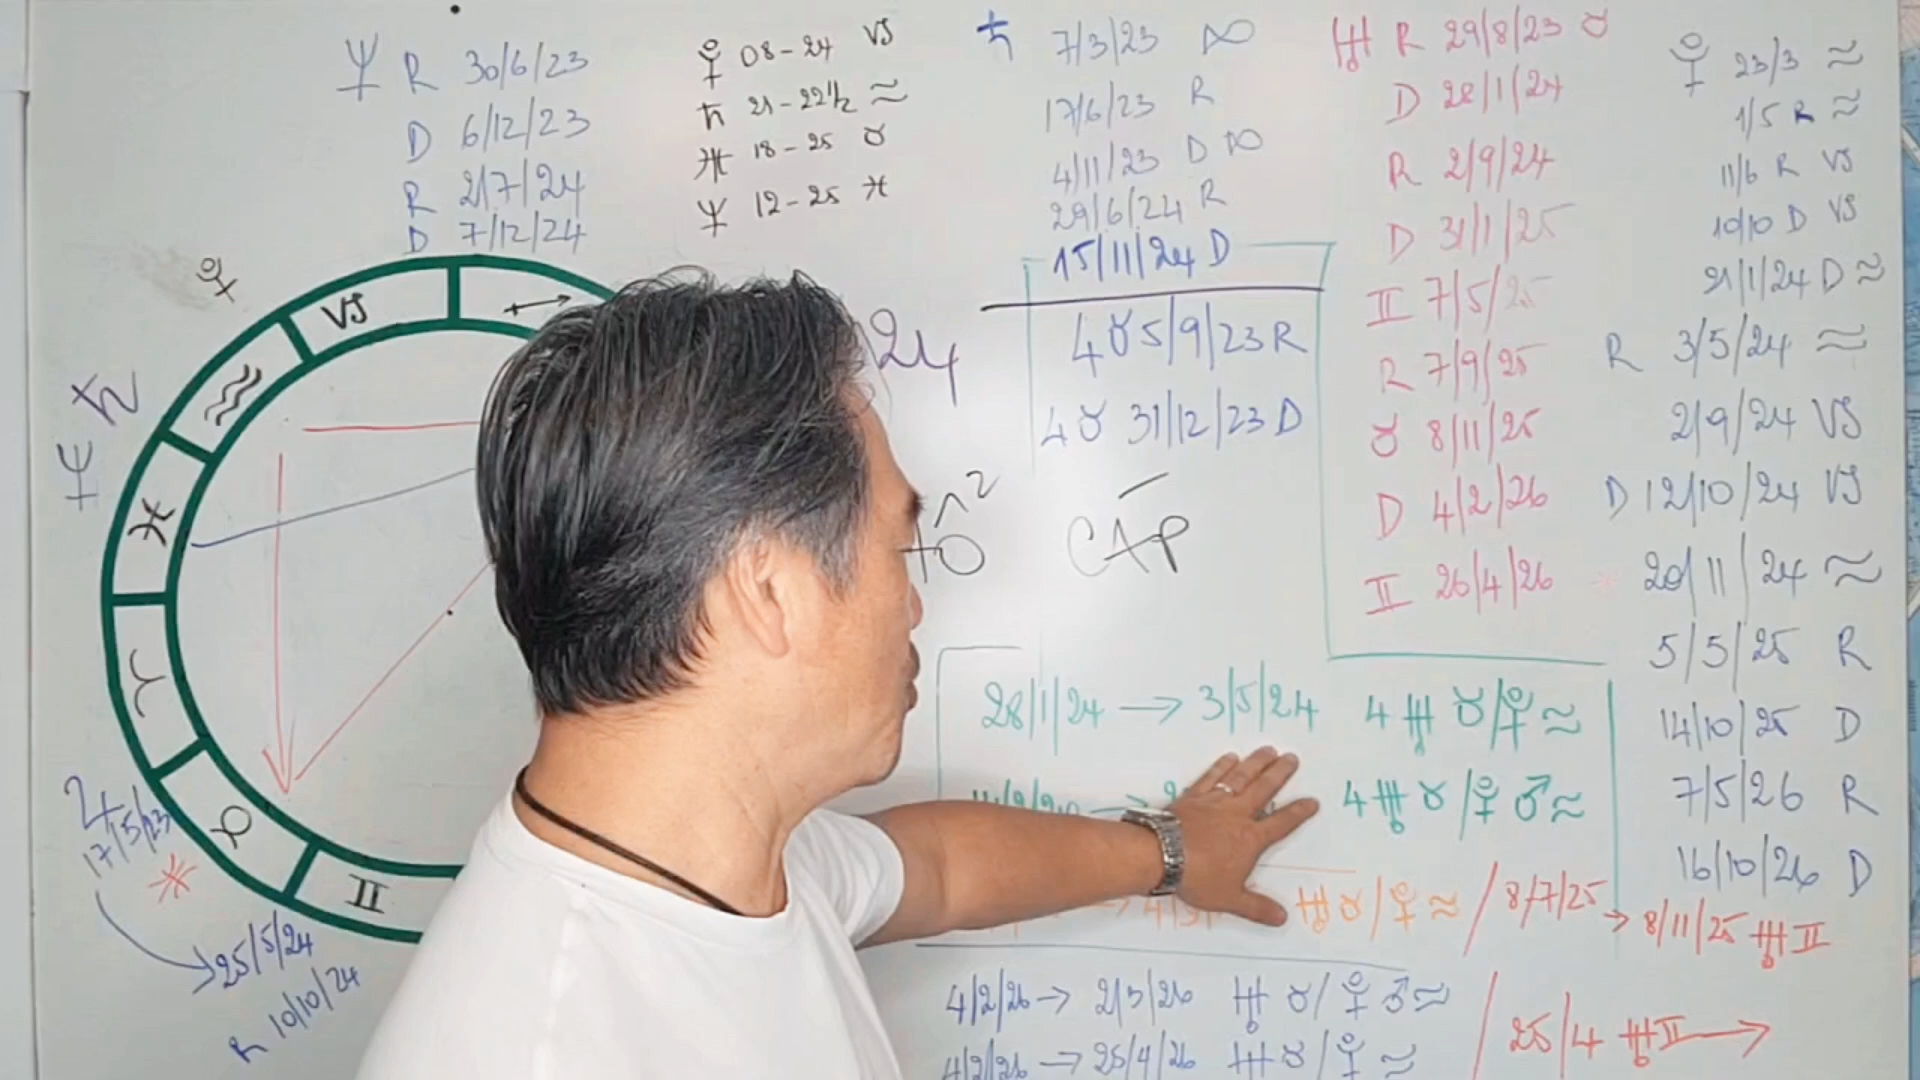 ♆ R 30/6/23
D 6/12/23
R 2/7/24
D 7/12/24
♇ 08-24 ♑
♄ 21-22½ ♒
♅ 18-25 ♉
♆ 12-25 ♓
♄ 7/3/23 ♓
17/6/23 R
4/11/23 D ♓
29/6/24 R
15/11/24 D
♃ ♉ 5/9/23 R
♃ ♉ 31/12/23 D
♅ R 29/8/23 ♉
D 28/1/24
R 2/9/24
D 31/1/25
♊ 7/5/25
R 7/9/25
♉ 8/11/25
D 4/2/26
♊ 26/4/26
♇ 23/3 ♒
1/5 R ♒
11/6 R ♑
10/10 D ♑
21/1/24 D ♒
R 3/5/24 ♒
2/9/24 ♑
D 12/10/24 ♑
20/11/24 ♒
5/5/25 R
14/10/25 D
7/5/26 R
16/10/26 D
24
CẤP
♇
♄
♆
♑ ♐
♒
♓
♈
♉
♊
♃
17/5/23
25/5/24
R 10/10/24
28/1/24 → 3/5/24 ♃ ♅ ♉/♇ ♒
♃ ♅ ♉/♇ ♂ ♒
♅ ♉/♇ ♒ / 8/7/25 → 8/11/25 ♅ ♊
4/2/26 → 2/3/26 ♅ ♉/♇ ♂ ♒
4/2/26 → 25/4/26 ♅ ♉/♇ ♒ / 25/4 ♅ ♊ →